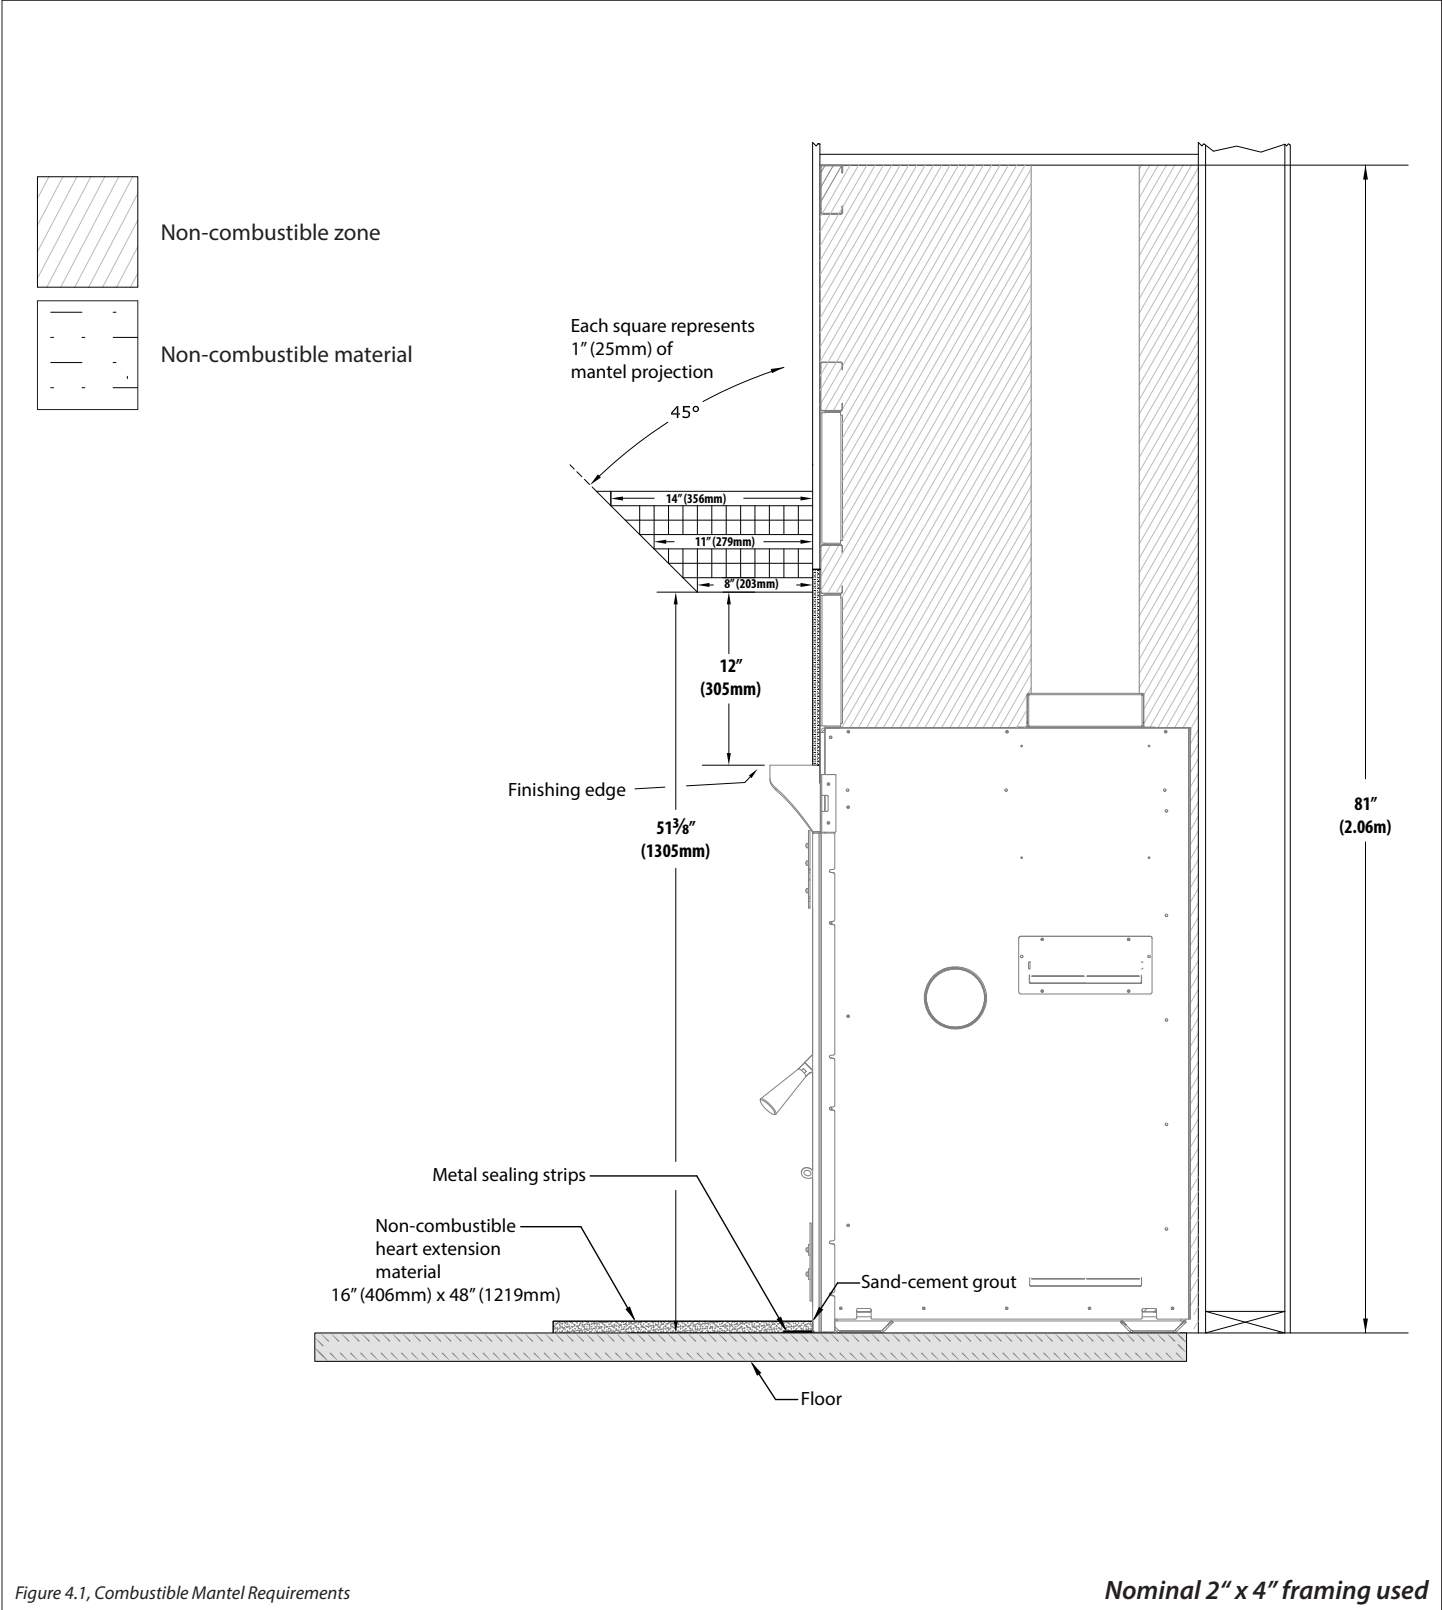 Non-combustible zone
Non-combustible material
Each square represents
1” (25mm) of
mantel projection
45°
14” (356mm)
11” (279mm)
8” (203mm)
12”
(305mm)
Finishing edge
51⅜”
(1305mm)
81”
(2.06m)
Metal sealing strips
Non-combustible
heart extension
material
16” (406mm) x 48” (1219mm)
Sand-cement grout
Floor
Figure 4.1, Combustible Mantel Requirements
Nominal 2“ x 4” framing used